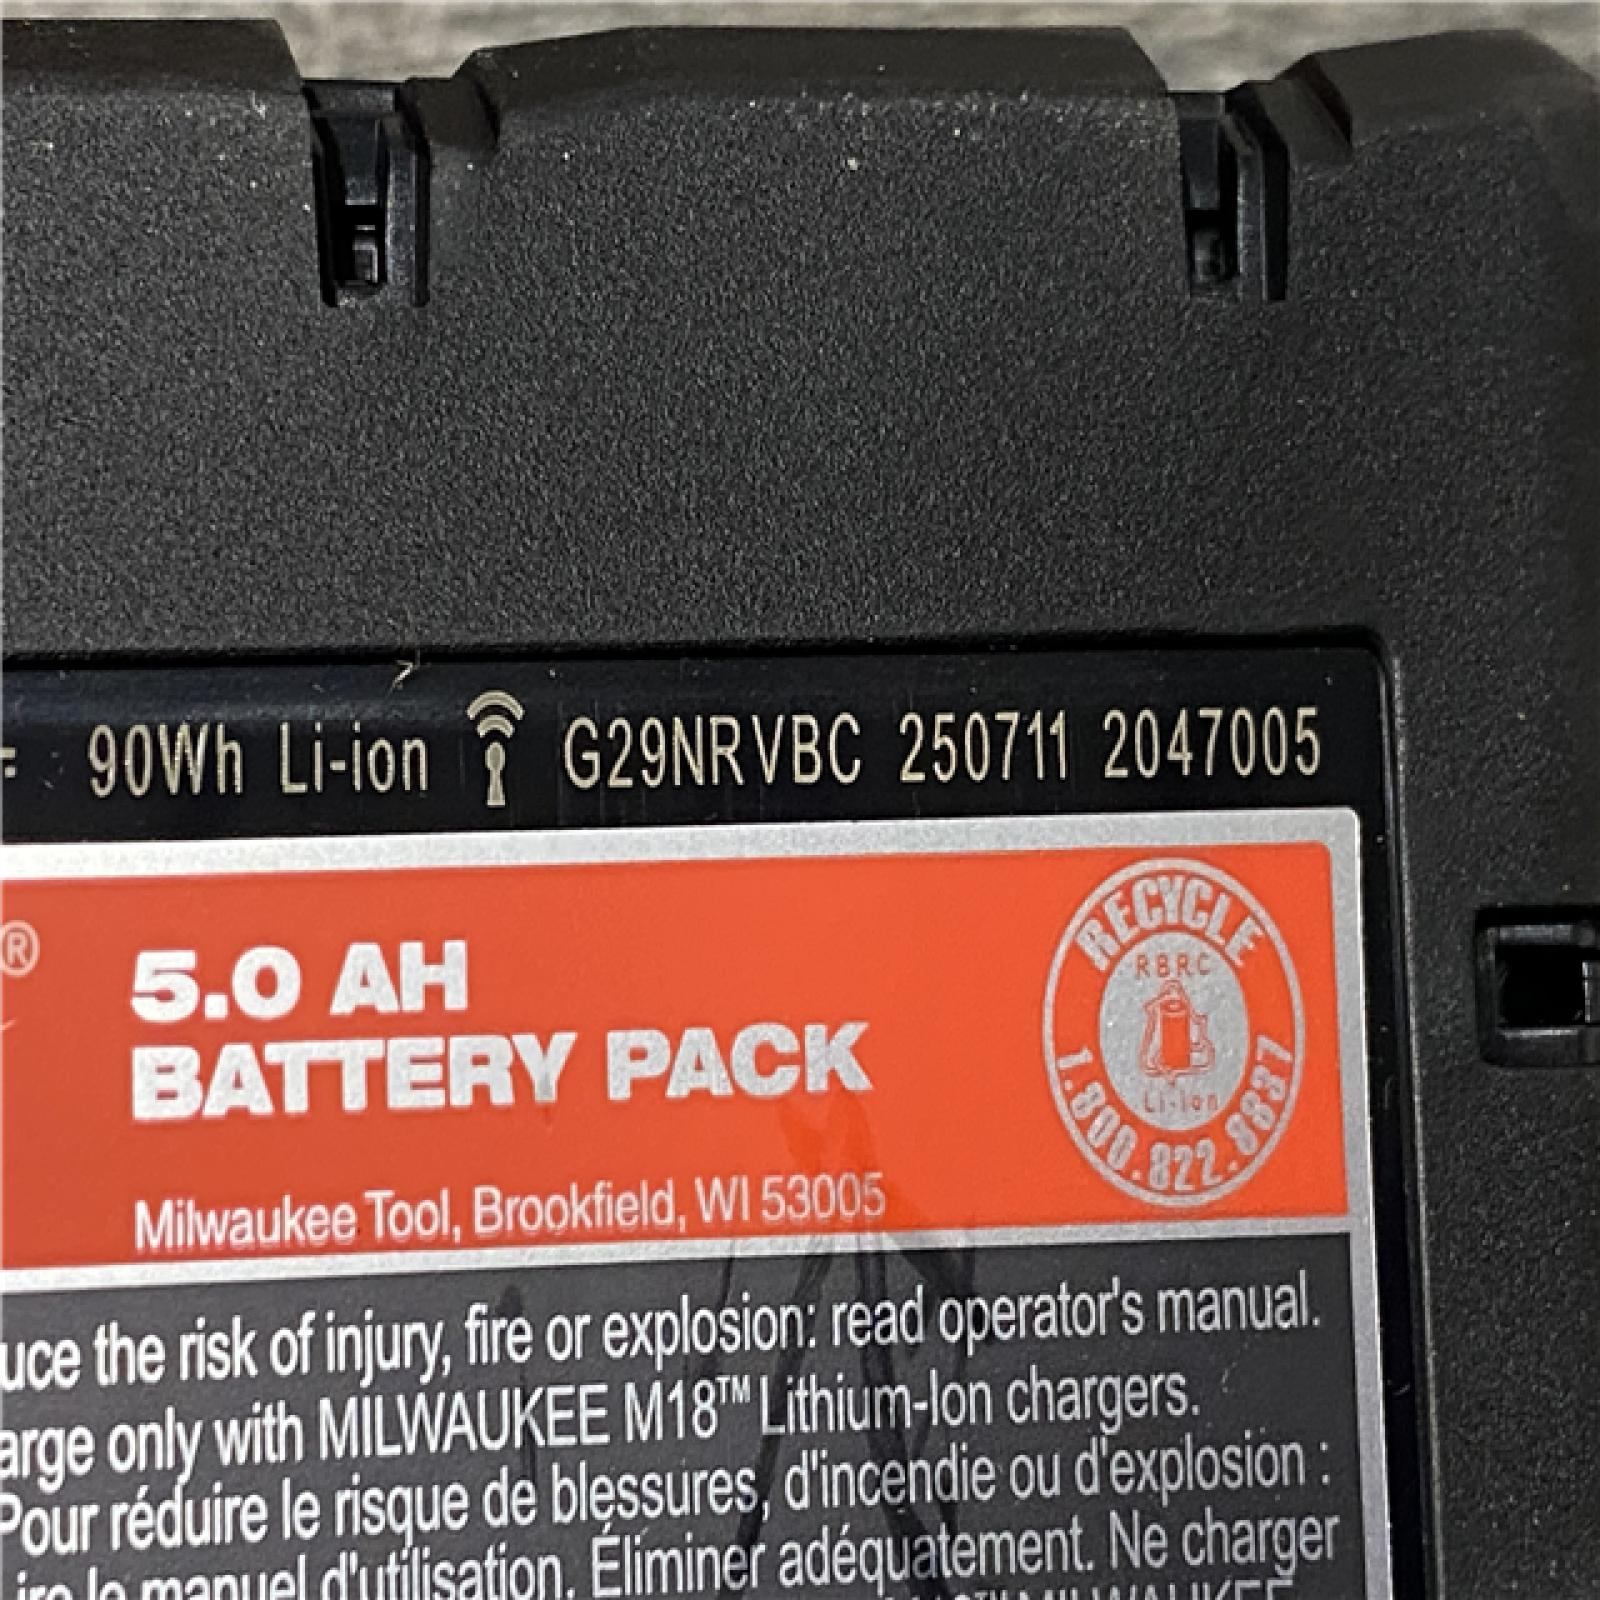 90Wh Li-ion G29NRVBC 250711 2047005
®
5.0 AH
BATTERY PACK
Milwaukee Tool, Brookfield, WI 53005
RECYCLE
RBRC
Li-Ion
1.800.822.8837
uce the risk of injury, fire or explosion: read operator's manual.
arge only with MILWAUKEE M18™ Lithium-Ion chargers.
Pour réduire le risque de blessures, d'incendie ou d'explosion :
ire le manuel d'utilisation. Éliminer adéquatement. Ne charger
MILWAUKEE